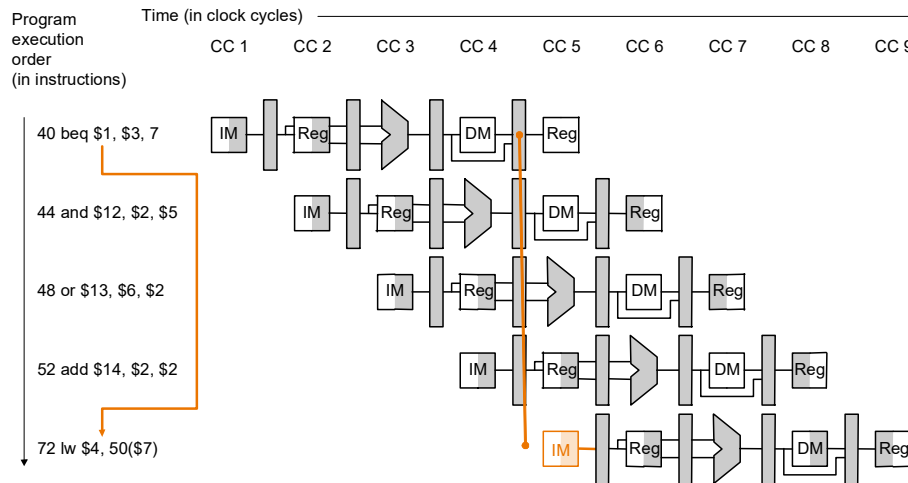 Program
execution
order
(in instructions)
Time (in clock cycles)
CC 1 CC 2 CC 3 CC 4 CC 5 CC 6 CC 7 CC 8 CC 9
40 beq $1, $3, 7
IM Reg DM Reg
44 and $12, $2, $5
IM Reg DM Reg
48 or $13, $6, $2
IM Reg DM Reg
52 add $14, $2, $2
IM Reg DM Reg
72 lw $4, 50($7)
IM Reg DM Reg